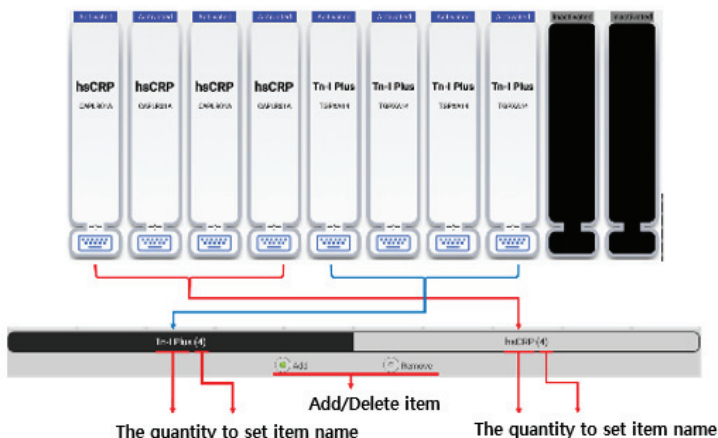 Activated Activated Activated Activated Activated Activated Activated Activated Inactivated Inactivated
hsCRP hsCRP hsCRP hsCRP Tn-I Plus Tn-I Plus Tn-I Plus Tn-I Plus
Tn-I Plus (4) hsCRP (4)
Add Remove
Add/Delete item
The quantity to set item name The quantity to set item name